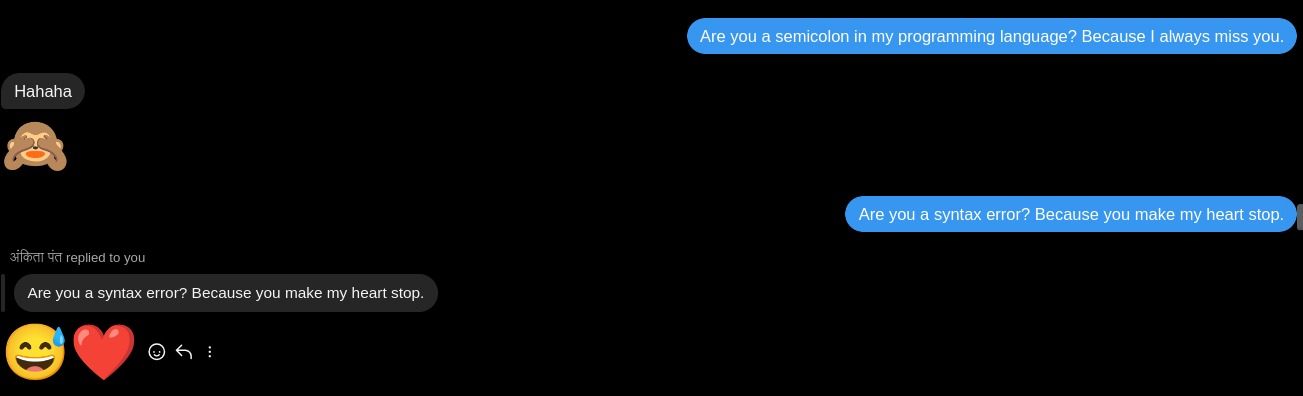 Are you a semicolon in my programming language? Because I always miss you.
Hahaha
Are you a syntax error? Because you make my heart stop.
अंकिता पंत replied to you
Are you a syntax error? Because you make my heart stop.